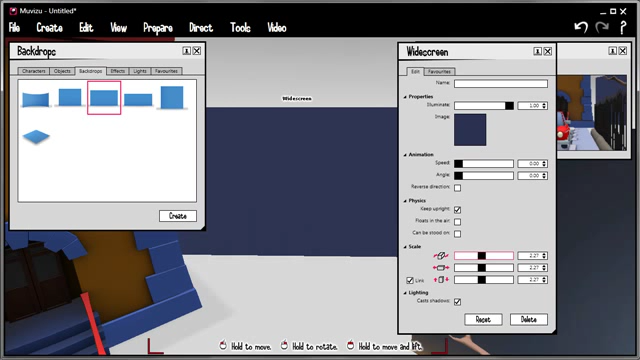 Muvizu - Untitled*
File Create Edit View Prepare Direct Tools Video
Backdrops
Characters Objects Backdrops Effects Lights Favourites
Create
Widescreen
Widescreen
Edit Favourites
Name:
Properties
Illuminate: 1.00
Image:
Animation
Speed: 0.00
Angle: 0.00
Reverse direction:
Physics
Keep upright:
Floats in the air:
Can be stood on:
Scale
2.27
2.27
Link 2.27
Lighting
Casts shadows:
Reset Delete
Hold to move. Hold to rotate. Hold to move and lift.